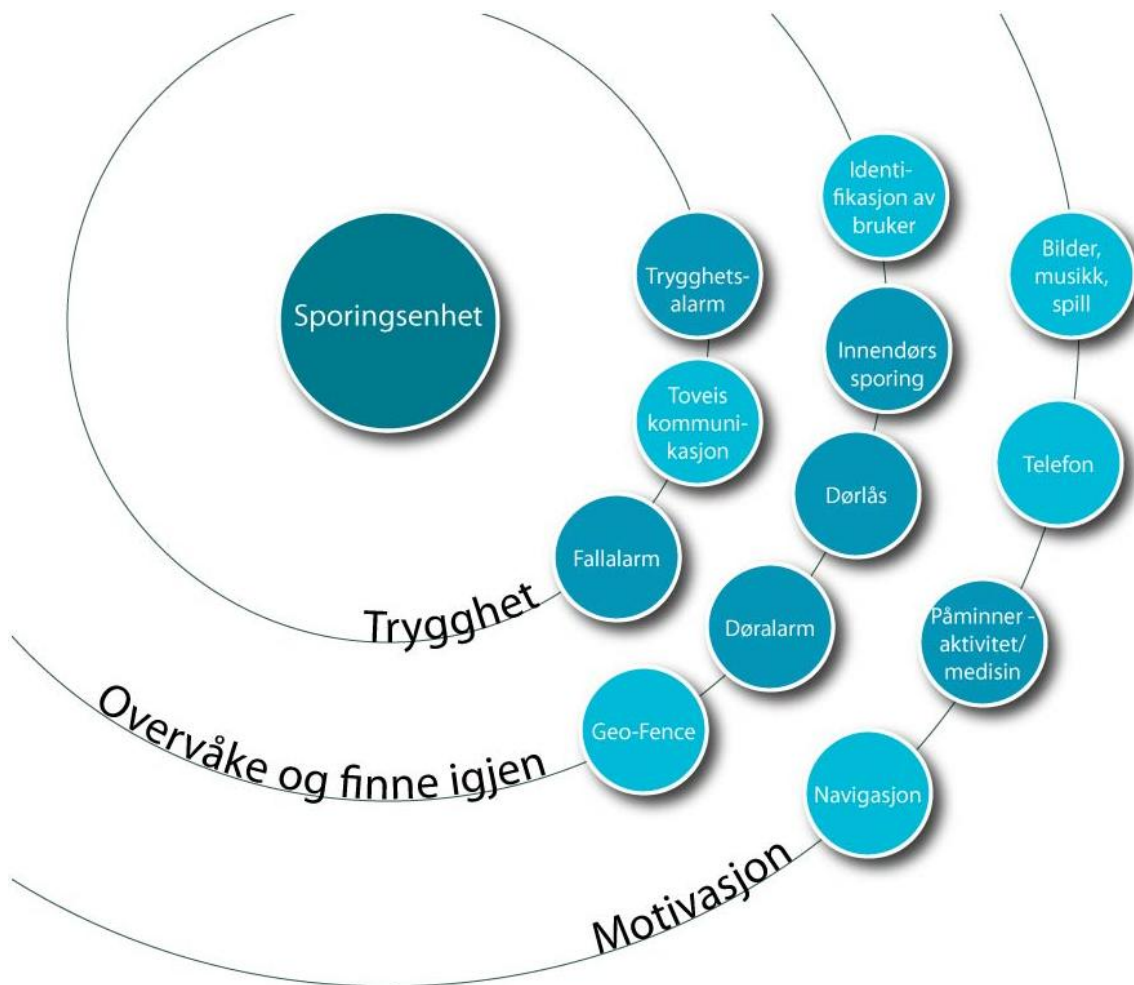 Sporingsenhet
Trygghets-
alarm
Toveis
kommuni-
kasjon
Fallalarm
Trygghet
Identi-
fikasjon av
bruker
Innendørs
sporing
Dørlås
Døralarm
Geo-Fence
Overvåke og finne igjen
Bilder,
musikk,
spill
Telefon
Påminner -
aktivitet/
medisin
Navigasjon
Motivasjon